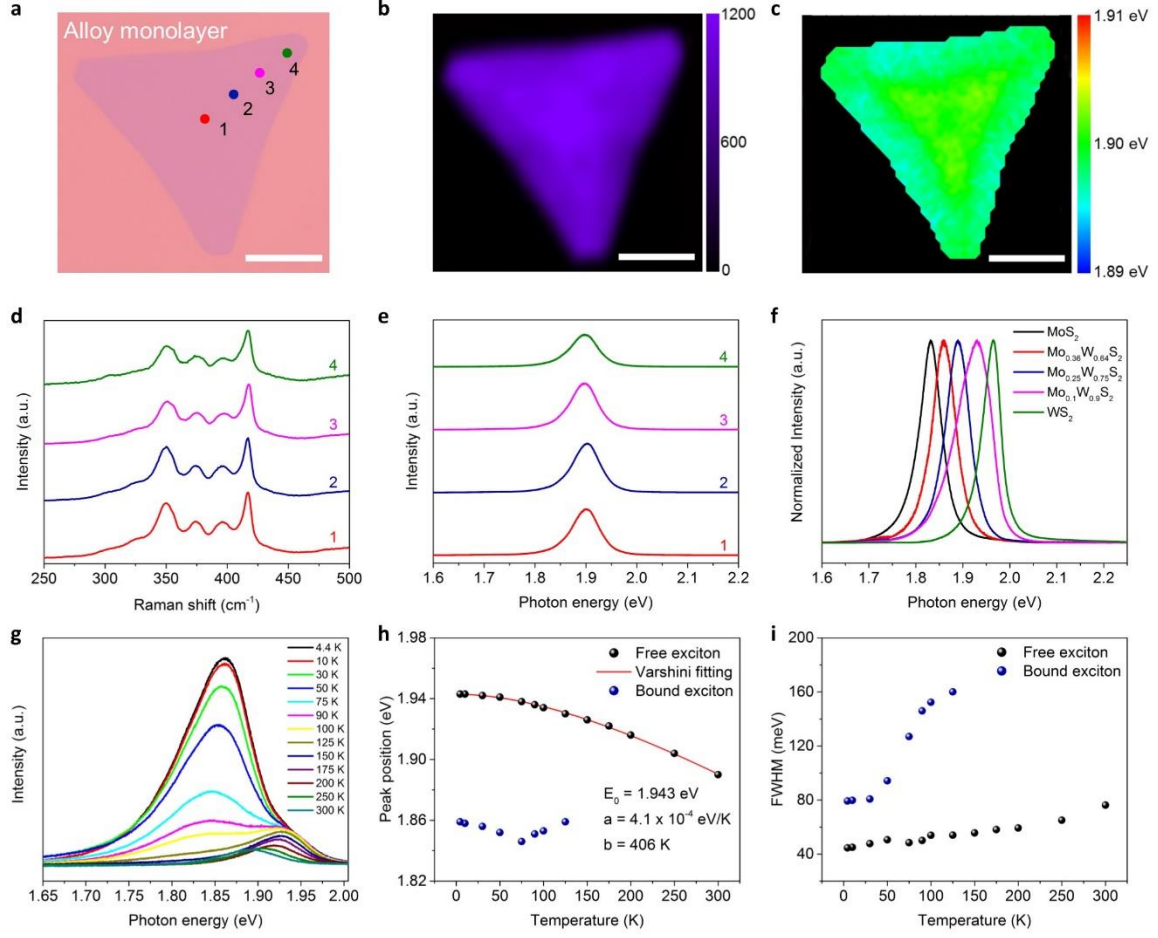 a
Alloy monolayer
1
2
3
4
b
1200
600
0
c
1.91 eV
1.90 eV
1.89 eV
d
Intensity (a.u.)
4
3
2
1
250 300 350 400 450 500
Raman shift (cm⁻¹)
e
Intensity (a.u.)
4
3
2
1
1.6 1.7 1.8 1.9 2.0 2.1 2.2
Photon energy (eV)
f
Normalized Intensity (a.u.)
MoS₂
Mo₀.₃₆W₀.₆₄S₂
Mo₀.₂₅W₀.₇₅S₂
Mo₀.₁W₀.₉S₂
WS₂
1.6 1.7 1.8 1.9 2.0 2.1 2.2
Photon energy (eV)
g
Intensity (a.u.)
4.4 K
10 K
30 K
50 K
75 K
90 K
100 K
125 K
150 K
175 K
200 K
250 K
300 K
1.65 1.70 1.75 1.80 1.85 1.90 1.95 2.00
Photon energy (eV)
h
Peak position (eV)
1.98
1.94
1.90
1.86
1.82
Free exciton
Varshini fitting
Bound exciton
E₀ = 1.943 eV
a = 4.1 x 10⁻⁴ eV/K
b = 406 K
0 50 100 150 200 250 300
Temperature (K)
i
FWHM (meV)
200
160
120
80
40
Free exciton
Bound exciton
0 50 100 150 200 250 300
Temperature (K)